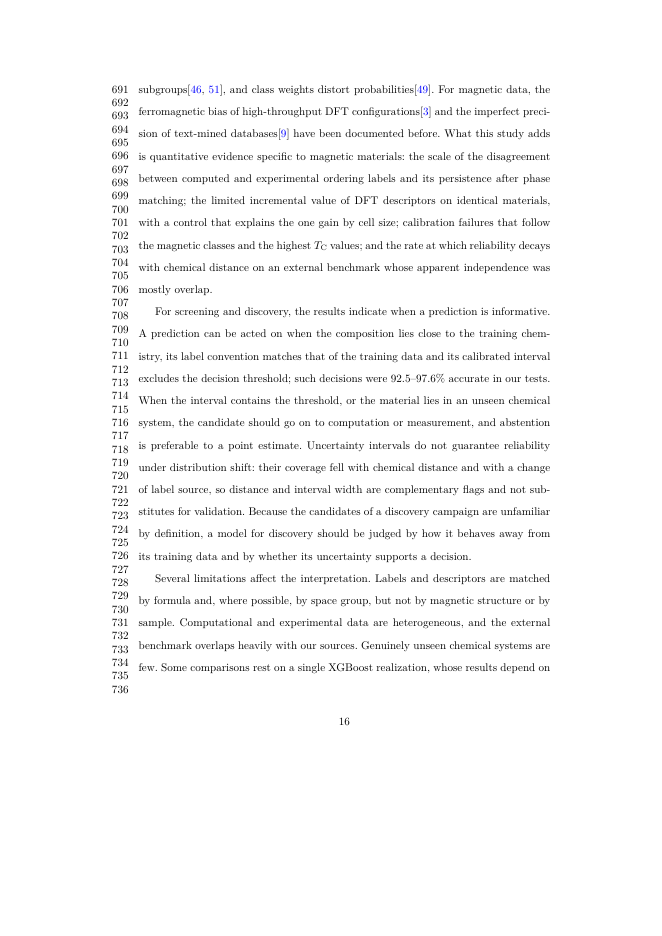 691 subgroups[46, 51], and class weights distort probabilities[49]. For magnetic data, the
692
693 ferromagnetic bias of high-throughput DFT configurations[3] and the imperfect preci-
694 sion of text-mined databases[9] have been documented before. What this study adds
695
696 is quantitative evidence specific to magnetic materials: the scale of the disagreement
697
698 between computed and experimental ordering labels and its persistence after phase
699 matching; the limited incremental value of DFT descriptors on identical materials,
700
701 with a control that explains the one gain by cell size; calibration failures that follow
702
703 the magnetic classes and the highest T_C values; and the rate at which reliability decays
704 with chemical distance on an external benchmark whose apparent independence was
705
706 mostly overlap.
707
708 For screening and discovery, the results indicate when a prediction is informative.
709 A prediction can be acted on when the composition lies close to the training chem-
710
711 istry, its label convention matches that of the training data and its calibrated interval
712
713 excludes the decision threshold; such decisions were 92.5–97.6% accurate in our tests.
714 When the interval contains the threshold, or the material lies in an unseen chemical
715
716 system, the candidate should go on to computation or measurement, and abstention
717
718 is preferable to a point estimate. Uncertainty intervals do not guarantee reliability
719 under distribution shift: their coverage fell with chemical distance and with a change
720
721 of label source, so distance and interval width are complementary flags and not sub-
722
723 stitutes for validation. Because the candidates of a discovery campaign are unfamiliar
724 by definition, a model for discovery should be judged by how it behaves away from
725
726 its training data and by whether its uncertainty supports a decision.
727
728 Several limitations affect the interpretation. Labels and descriptors are matched
729 by formula and, where possible, by space group, but not by magnetic structure or by
730
731 sample. Computational and experimental data are heterogeneous, and the external
732
733 benchmark overlaps heavily with our sources. Genuinely unseen chemical systems are
734 few. Some comparisons rest on a single XGBoost realization, whose results depend on
735
736
16